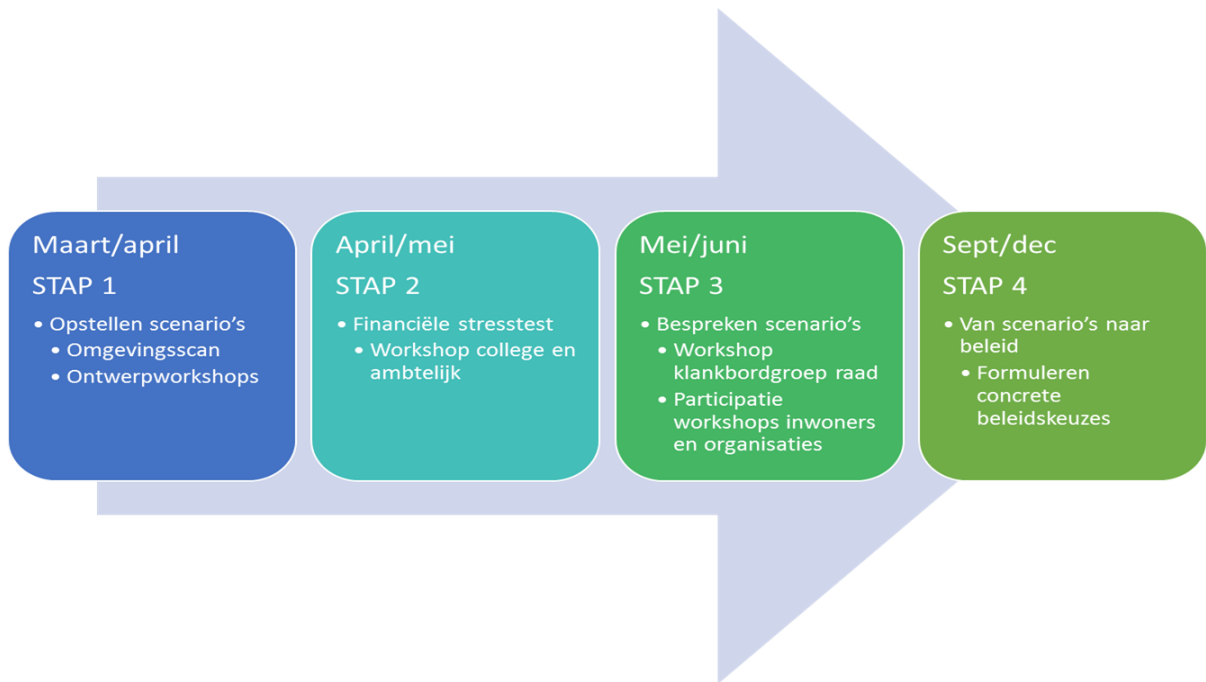 Maart/april
STAP 1
• Opstellen scenario’s
• Omgevingsscan
• Ontwerpworkshops
April/mei
STAP 2
• Financiële stresstest
• Workshop college en
ambtelijk
Mei/juni
STAP 3
• Bespreken scenario’s
• Workshop
klankbordgroep raad
• Participatie
workshops inwoners
en organisaties
Sept/dec
STAP 4
• Van scenario’s naar
beleid
• Formuleren
concrete
beleidskeuzes